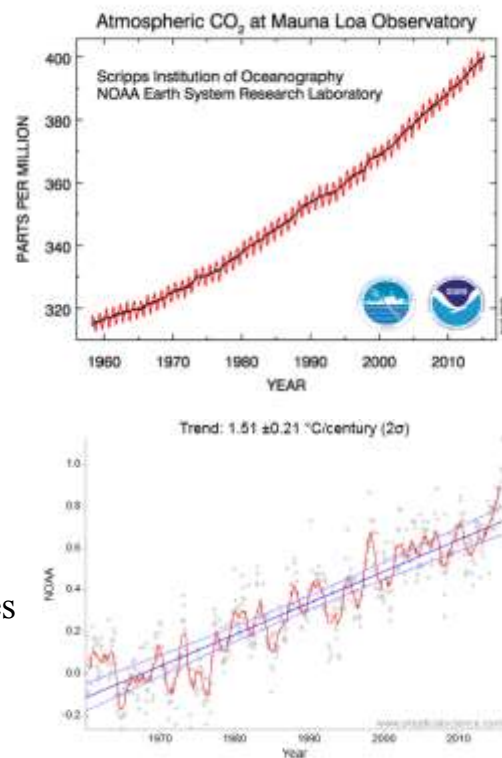 Atmospheric CO₂ at Mauna Loa Observatory
400
Scripps Institution of Oceanography
NOAA Earth System Research Laboratory
380
360
340
320
PARTS PER MILLION
1960 1970 1980 1990 2000 2010
YEAR
Trend: 1.51 ±0.21 °C/century (2σ)
1.0
0.8
0.6
0.4
0.2
0.0
-0.2
NOAA
es
1970 1980 1990 2000 2010
Year